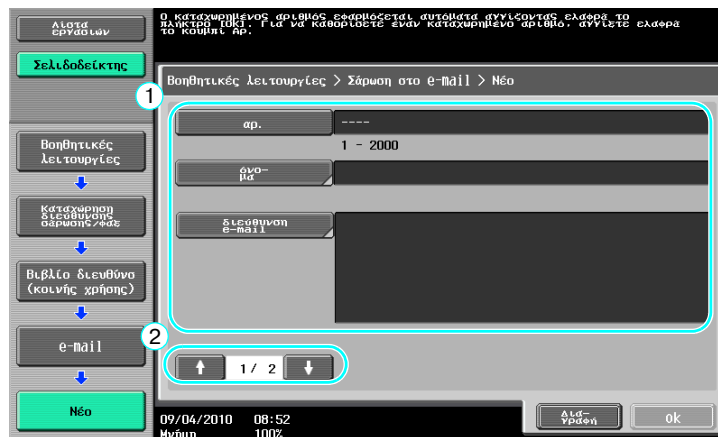 Λίστα
εργασιών
Ο καταχωρημένος αριθμός εφαρμόζεται αυτόματα αγγίζοντας ελαφρά το
πλήκτρο [OK]. Για να καθορίσετε έναν καταχωρημένο αριθμό, αγγίξτε ελαφρά
το κουμπί Αρ.
Σελιδοδείκτης
Βοηθητικές λειτουργίες > Σάρωση στο e-mail > Νέο
1
αρ.
----
1 - 2000
Βοηθητικές
λειτουργίες
όνο-
μα
Καταχώρηση
διεύθυνσης
σάρωσης/φαξ
διεύθυνση
e-mail
Βιβλίο διευθύνσ
(κοινής χρήσης)
e-mail
2
1/ 2
Νέο
09/04/2010 08:52
Μνήμη 100%
Δια-
γραφή
ok